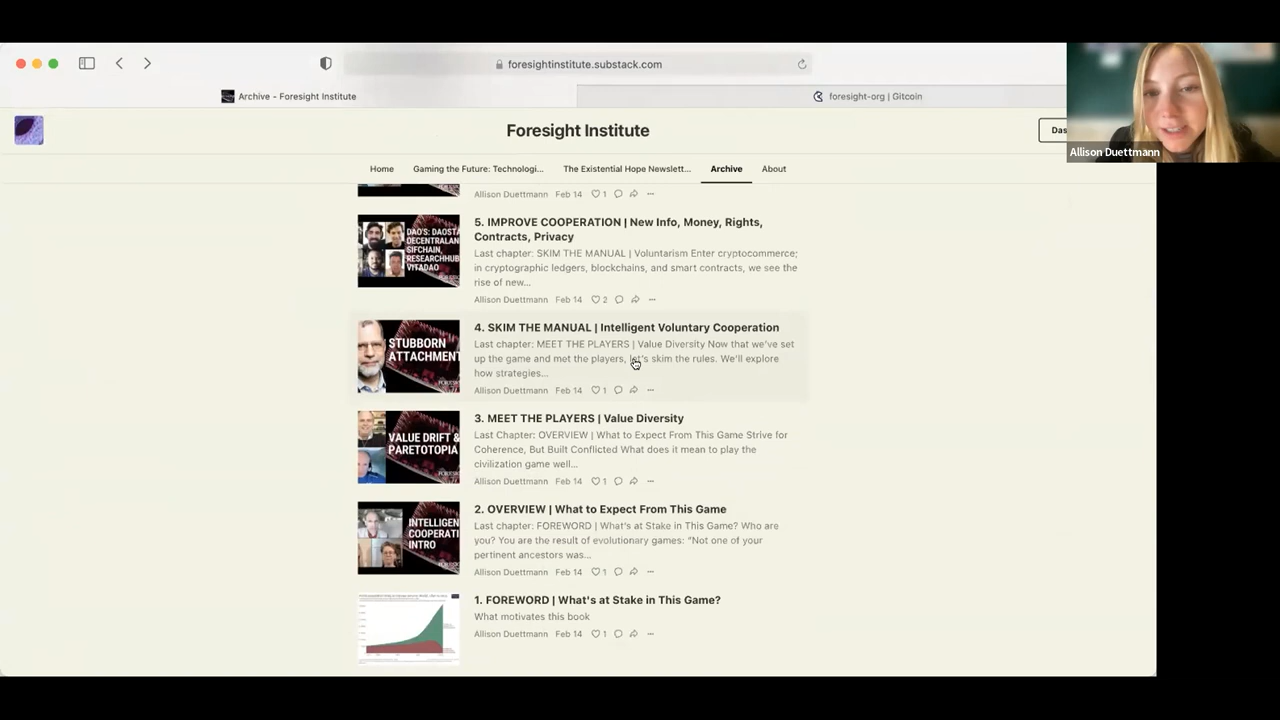 foresightinstitute.substack.com
Archive - Foresight Institute
foresight-org | Gitcoin
Allison Duettmann
Foresight Institute
Das
Home
Gaming the Future: Technologi...
The Existential Hope Newslett...
Archive
About
Allison Duettmann Feb 14 1
5. IMPROVE COOPERATION | New Info, Money, Rights,
Contracts, Privacy
Last chapter: SKIM THE MANUAL | Voluntarism Enter cryptocommerce;
in cryptographic ledgers, blockchains, and smart contracts, we see the
rise of new...
Allison Duettmann Feb 14 2
DAO'S: DAOSTA
DECENTRALAN
SIFCHAIN,
RESEARCHHUB
VITADAO
4. SKIM THE MANUAL | Intelligent Voluntary Cooperation
Last chapter: MEET THE PLAYERS | Value Diversity Now that we've set
up the game and met the players, let's skim the rules. We'll explore
how strategies...
Allison Duettmann Feb 14 1
STUBBORN
ATTACHMENT
3. MEET THE PLAYERS | Value Diversity
Last Chapter: OVERVIEW | What to Expect From This Game Strive for
Coherence, But Built Conflicted What does it mean to play the
civilization game well...
Allison Duettmann Feb 14 1
VALUE DRIFT &
PARETOTOPIA
2. OVERVIEW | What to Expect From This Game
Last chapter: FOREWORD | What's at Stake in This Game? Who are
you? You are the result of evolutionary games: "Not one of your
pertinent ancestors was...
Allison Duettmann Feb 14 1
INTELLIGEN
COOPERATI
INTRO
1. FOREWORD | What's at Stake in This Game?
What motivates this book
Allison Duettmann Feb 14 1